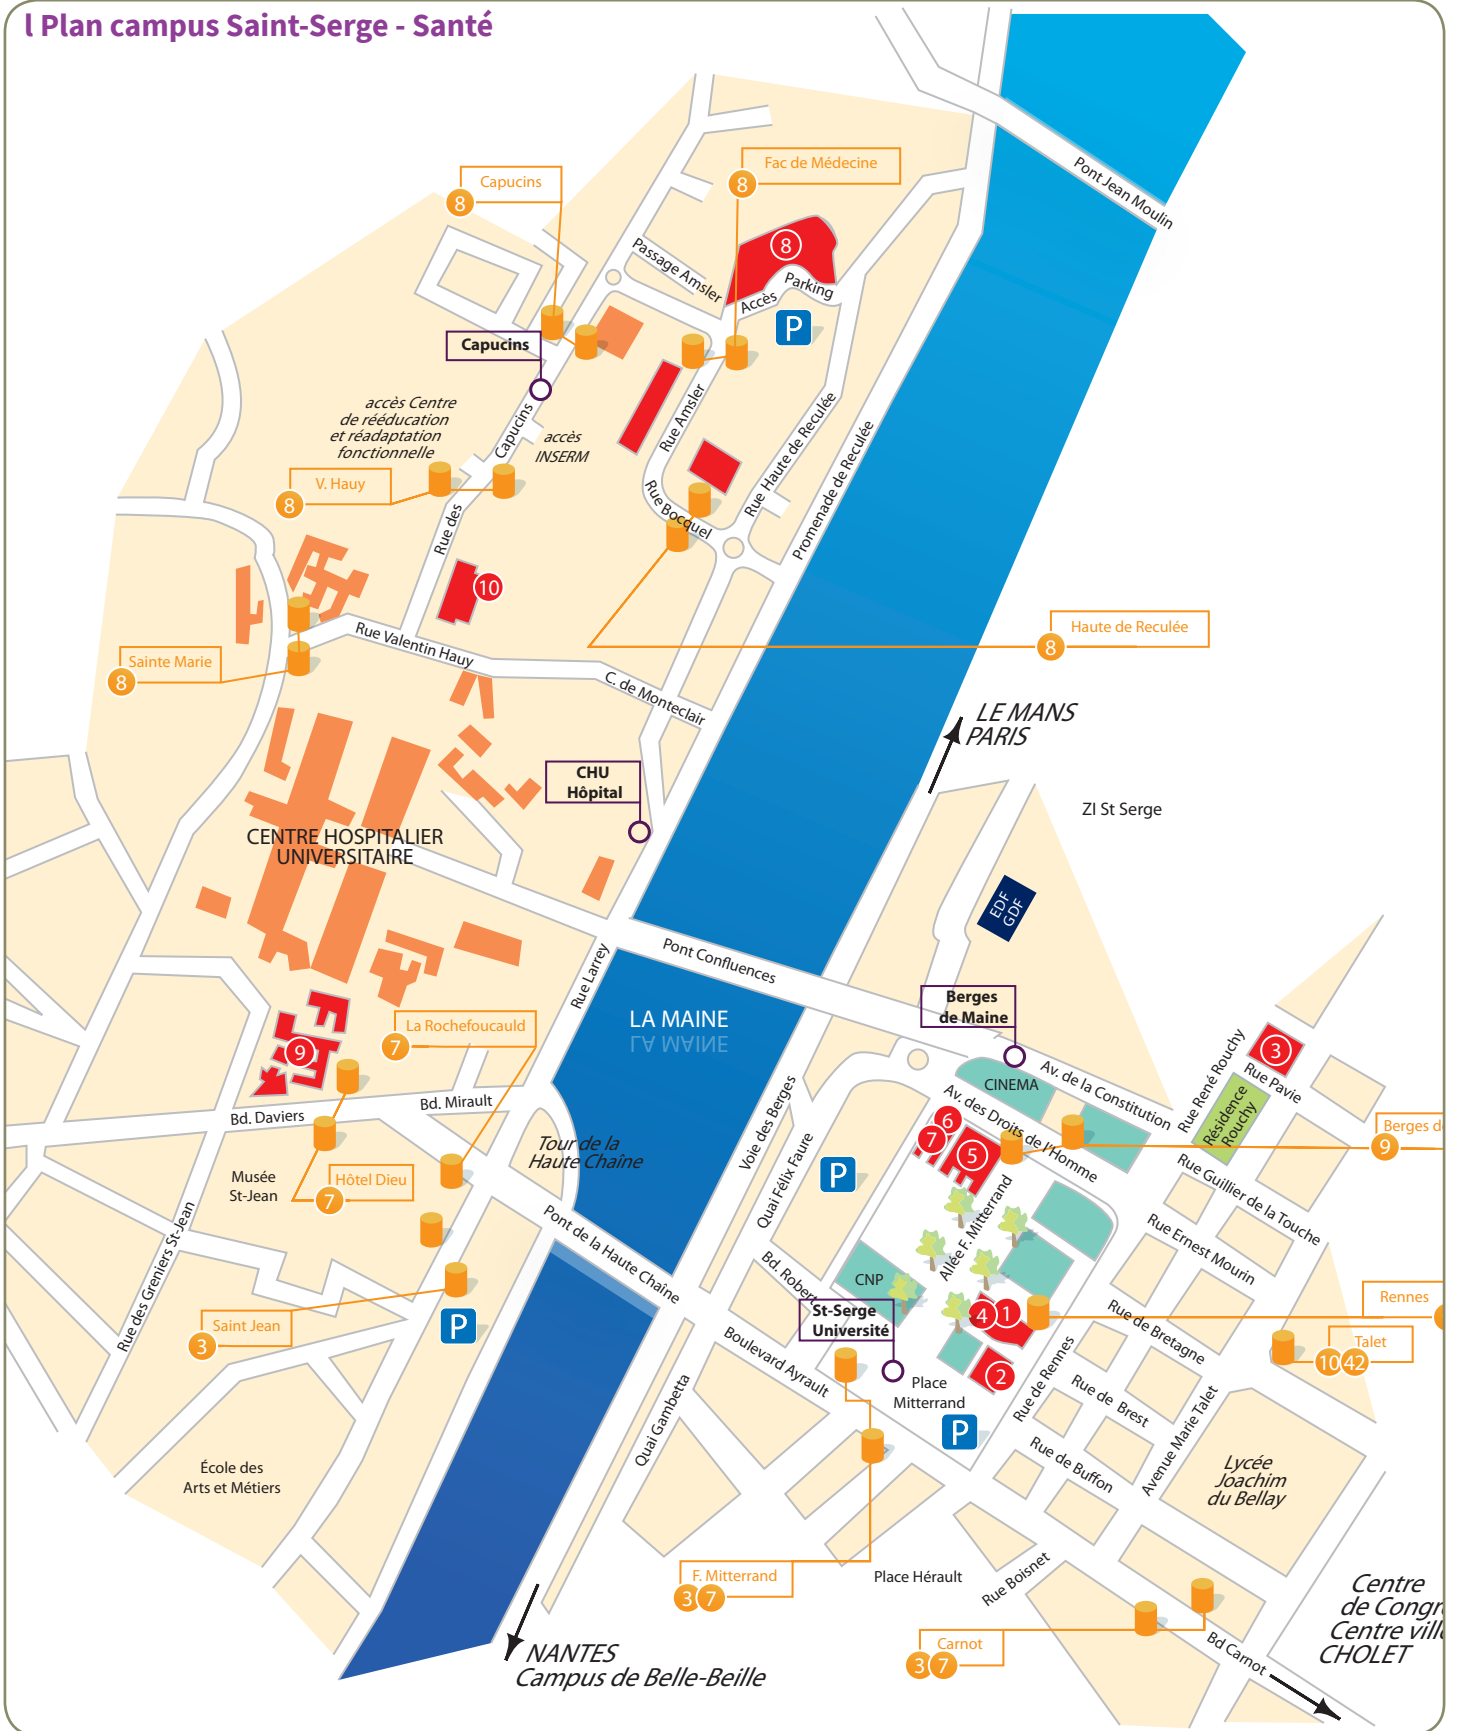 l Plan campus Saint-Serge - Santé
Pont Jean Moulin
Fac de Médecine
8
Capucins
8
8
Passage Amsler
Accès
Parking
P
Capucins
accès Centre
de rééducation
et réadaptation
fonctionnelle
Capucins
Rue des
accès
INSERM
Rue Amsler
Rue Haute de Reculée
Promenade de Reculée
V. Hauy
8
Rue Bocquel
10
Rue Valentin Hauy
Haute de Reculée
8
Sainte Marie
8
C. de Monteclair
LE MANS
PARIS
CHU
Hôpital
ZI St Serge
CENTRE HOSPITALIER
UNIVERSITAIRE
EDF
GDF
Rue Larrey
Pont Confluences
LA MAINE
LA MAINE
Berges
de Maine
La Rochefoucauld
7
9
CINEMA
Av. de la Constitution
Av. des Droits de l'Homme
Rue René Rouchy
3
Rue Pavie
Résidence
Rouchy
Bd. Daviers
Bd. Mirault
Voie des Berges
Quai Félix Faure
6
7
5
Berges d
9
Tour de la
Haute Chaîne
P
Musée
St-Jean
Hôtel Dieu
7
Rue Guillier de la Touche
Rue Ernest Mourin
Allée F. Mitterrand
Pont de la Haute Chaîne
Rue des Greniers St-Jean
Bd. Robert
CNP
St-Serge
Université
4
1
Rennes
Saint Jean
3
P
Rue de Bretagne
Talet
10
42
Boulevard Ayrault
2
Place
Mitterrand
P
Rue de Rennes
Rue de Brest
Avenue Marie Talet
Quai Gambetta
Rue de Buffon
Lycée
Joachim
du Bellay
École des
Arts et Métiers
F. Mitterrand
3
7
Place Hérault
Rue Boisnet
Centre
de Congr
Centre vill
CHOLET
Carnot
3
7
Bd Carnot
NANTES
Campus de Belle-Beille